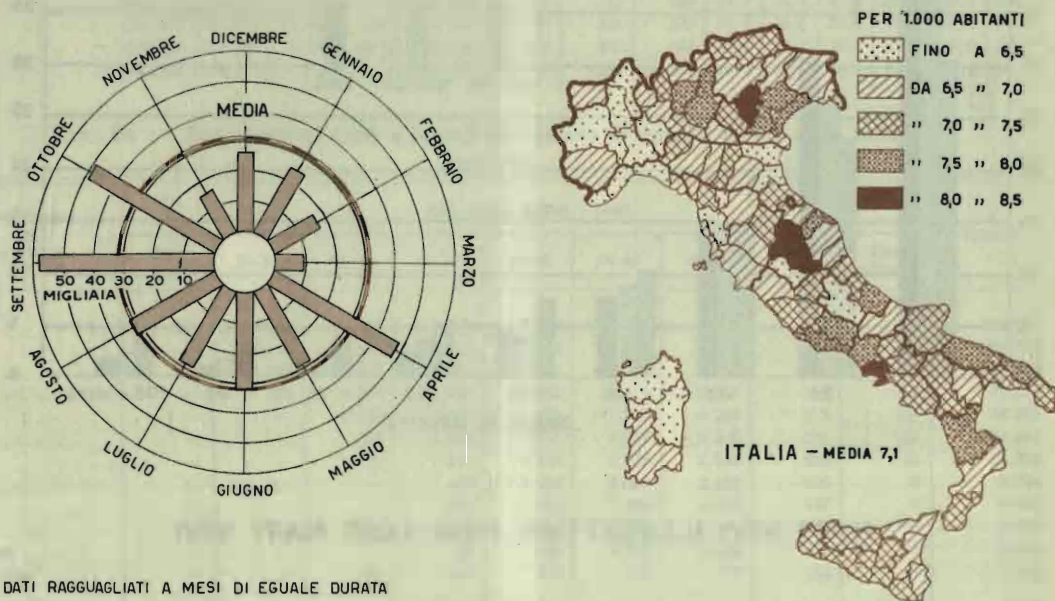 DICEMBRE
GENNAIO
FEBBRAIO
MARZO
APRILE
MAGGIO
GIUGNO
LUGLIO
AGOSTO
SETTEMBRE
OTTOBRE
NOVEMBRE
MEDIA
50 40 30 20 10
MIGLIAIA
PER 1.000 ABITANTI
FINO A 6,5
DA 6,5 " 7,0
" 7,0 " 7,5
" 7,5 " 8,0
" 8,0 " 8,5
ITALIA – MEDIA 7,1
DATI RAGGUAGLIATI A MESI DI EGUALE DURATA